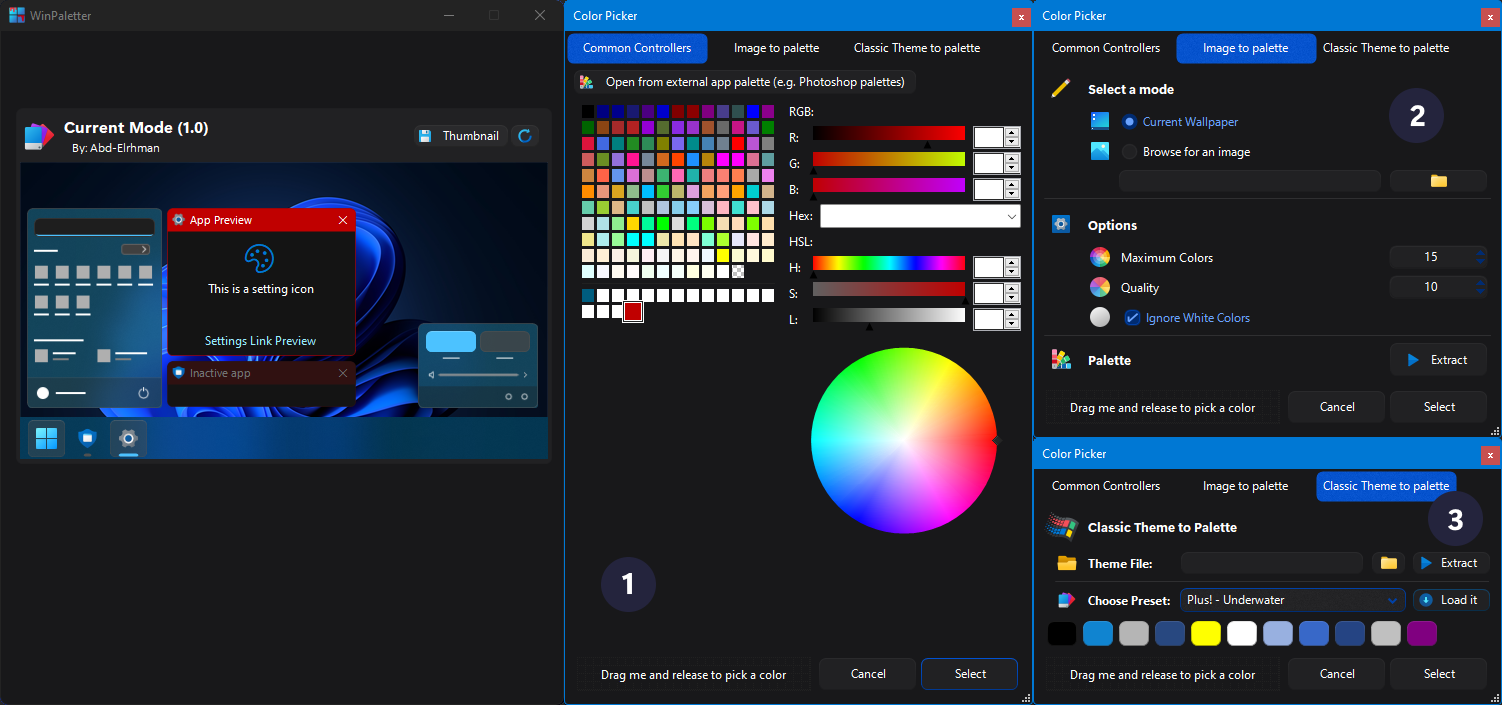 WinPaletter
Current Mode (1.0)
By: Abd-Elrhman
Thumbnail
App Preview
This is a setting icon
Settings Link Preview
Inactive app
Color Picker
x
Common Controllers
Image to palette
Classic Theme to palette
Open from external app palette (e.g. Photoshop palettes)
RGB:
R:
G:
B:
Hex:
HSL:
H:
S:
L:
1
Drag me and release to pick a color
Cancel
Select
Color Picker
x
Common Controllers
Image to palette
Classic Theme to palette
Select a mode
2
Current Wallpaper
Browse for an image
Options
Maximum Colors
15
Quality
10
Ignore White Colors
Palette
Extract
Drag me and release to pick a color
Cancel
Select
Color Picker
x
Common Controllers
Image to palette
Classic Theme to palette
3
Classic Theme to Palette
Theme File:
Extract
Choose Preset:
Plus! - Underwater
Load it
Drag me and release to pick a color
Cancel
Select